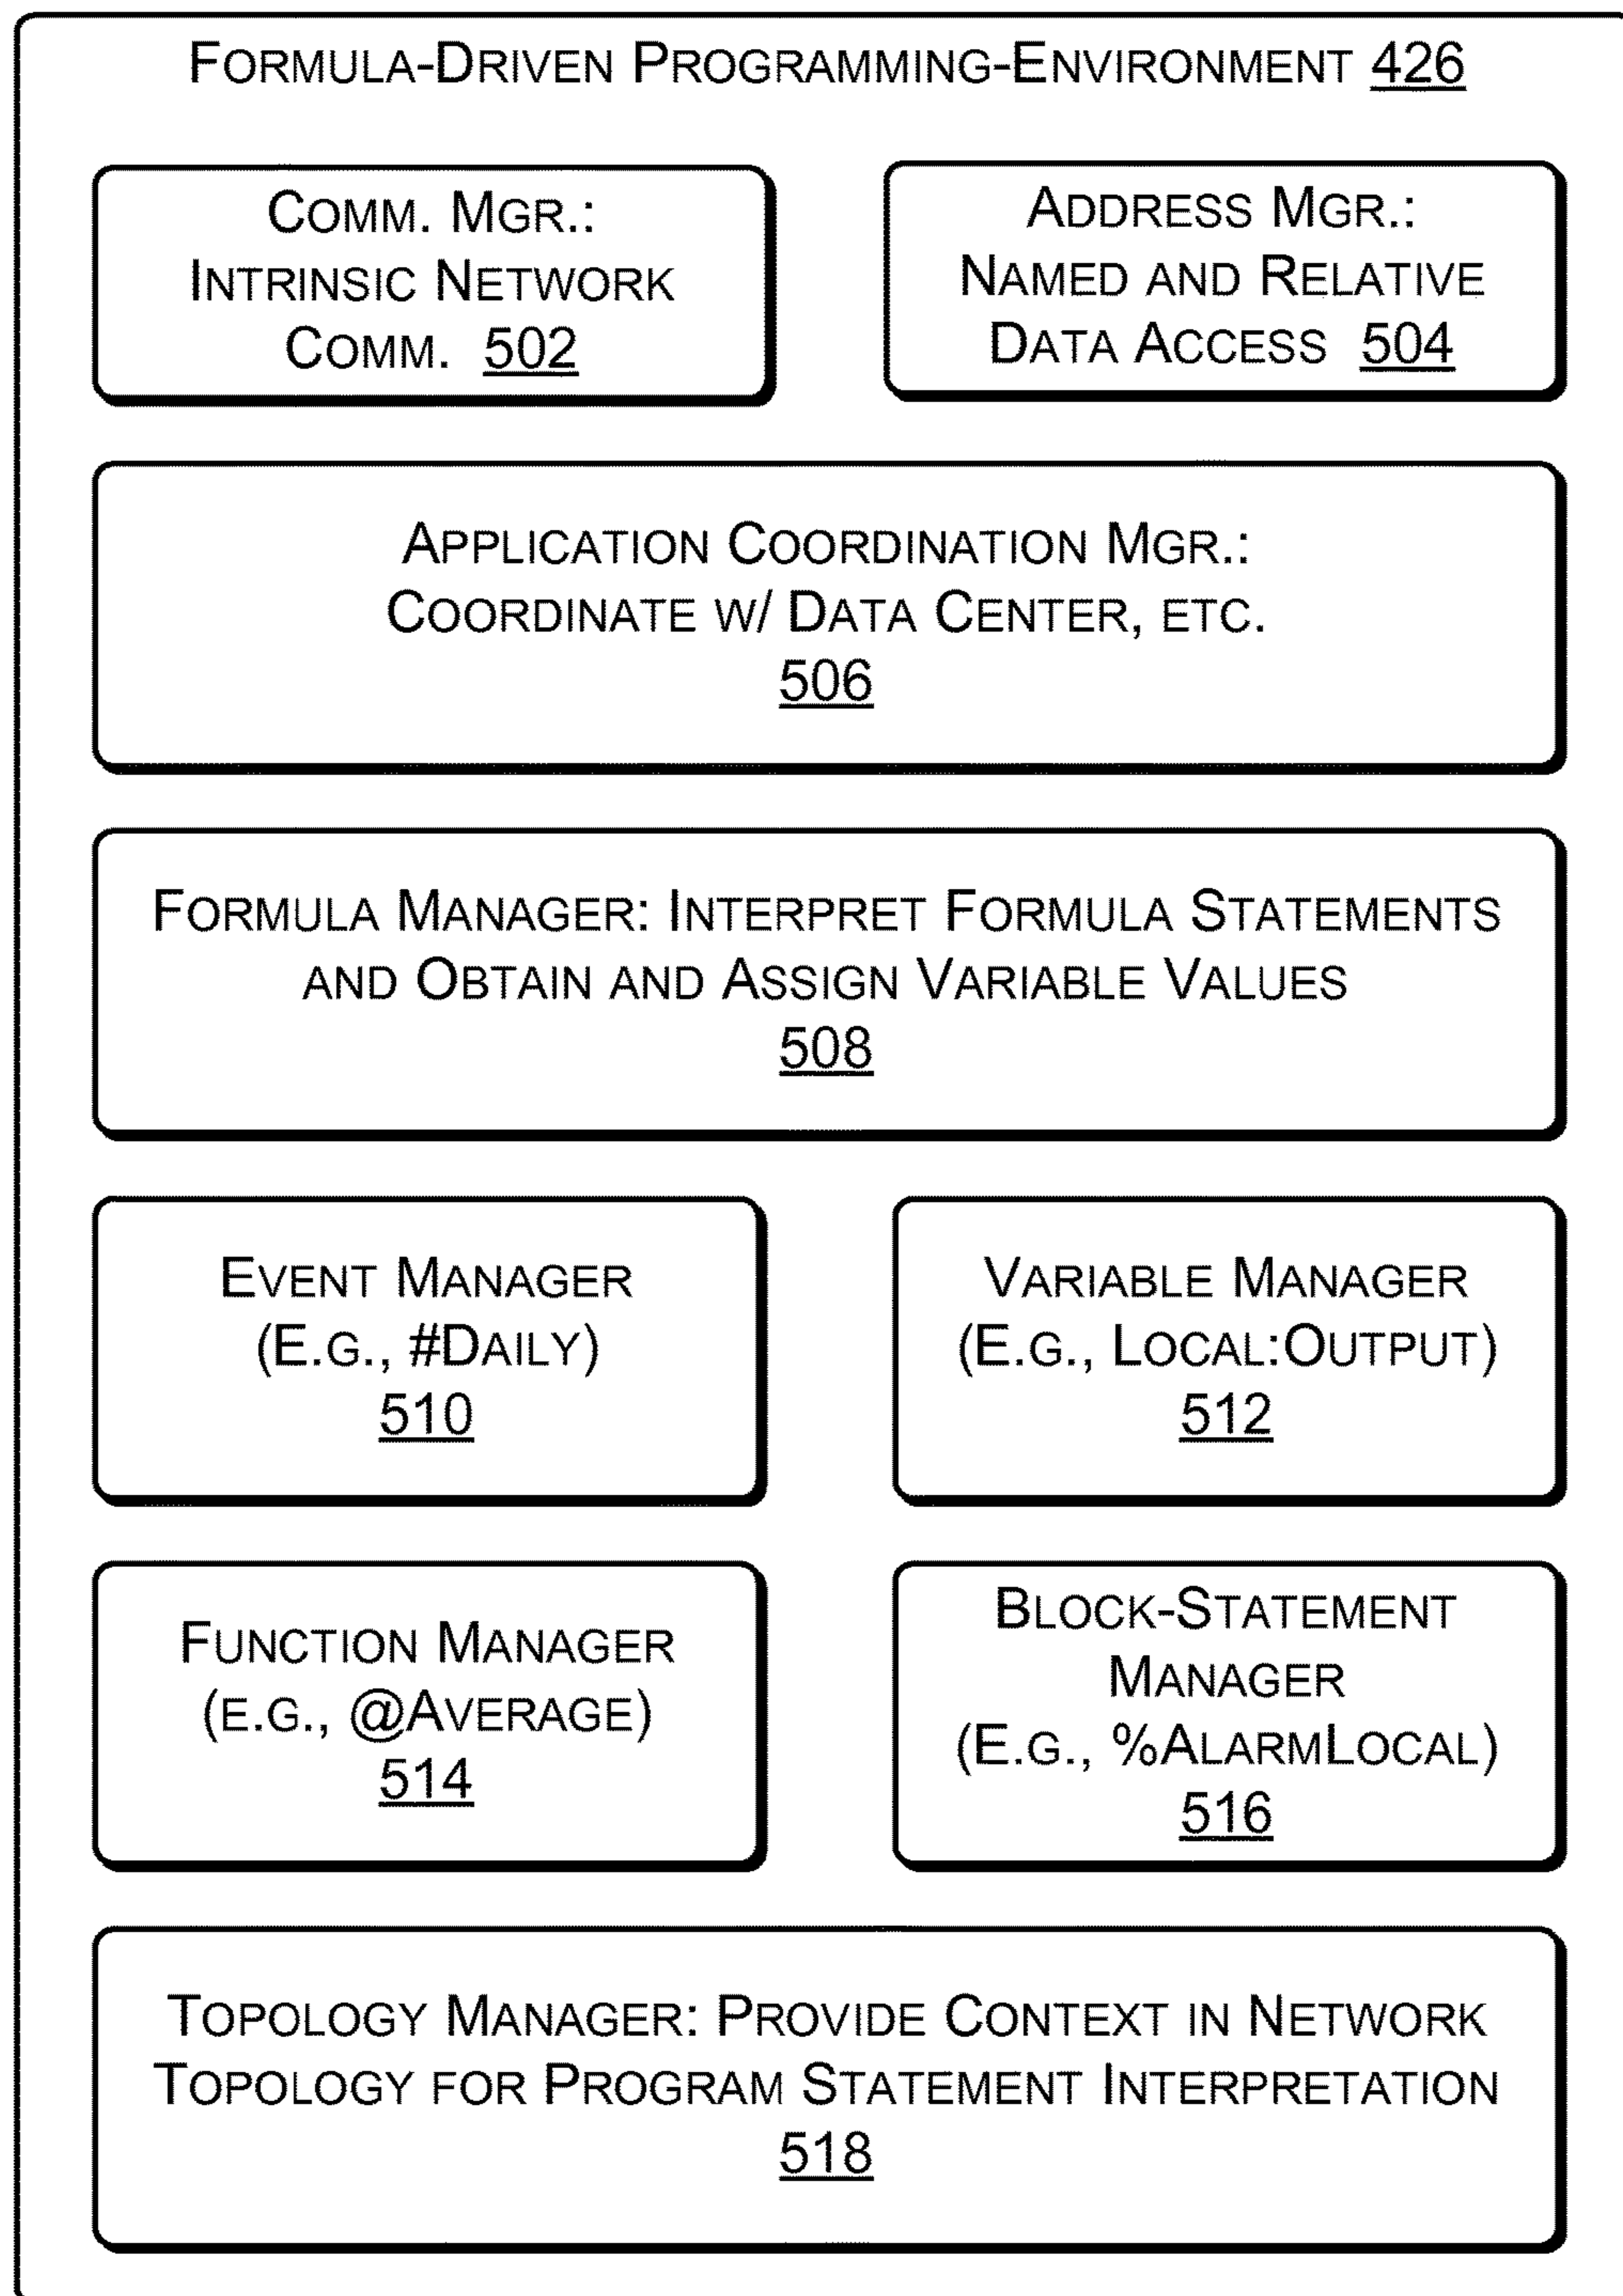 FORMULA-DRIVEN PROGRAMMING-ENVIRONMENT 426
COMM. MGR.:
INTRINSIC NETWORK
COMM. 502
ADDRESS MGR.:
NAMED AND RELATIVE
DATA ACCESS 504
APPLICATION COORDINATION MGR.:
COORDINATE W/ DATA CENTER, ETC.
506
FORMULA MANAGER: INTERPRET FORMULA STATEMENTS
AND OBTAIN AND ASSIGN VARIABLE VALUES
508
EVENT MANAGER
(E.G., #DAILY)
510
VARIABLE MANAGER
(E.G., LOCAL:OUTPUT)
512
FUNCTION MANAGER
(E.G., @AVERAGE)
514
BLOCK-STATEMENT
MANAGER
(E.G., %ALARMLOCAL)
516
TOPOLOGY MANAGER: PROVIDE CONTEXT IN NETWORK
TOPOLOGY FOR PROGRAM STATEMENT INTERPRETATION
518